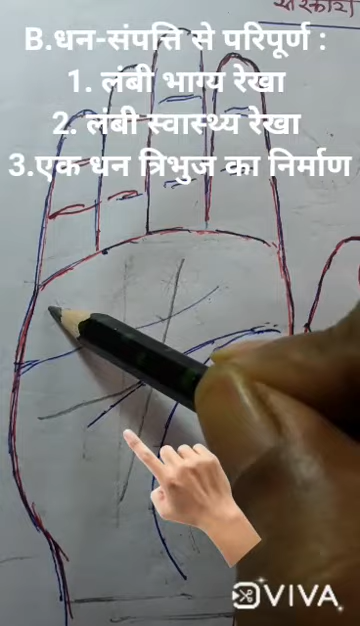 संस्कारी
B.धन-संपत्ति से परिपूर्ण :
1. लंबी भाग्य रेखा
2. लंबी स्वास्थ्य रेखा
3.एक धन त्रिभुज का निर्माण
VIVA